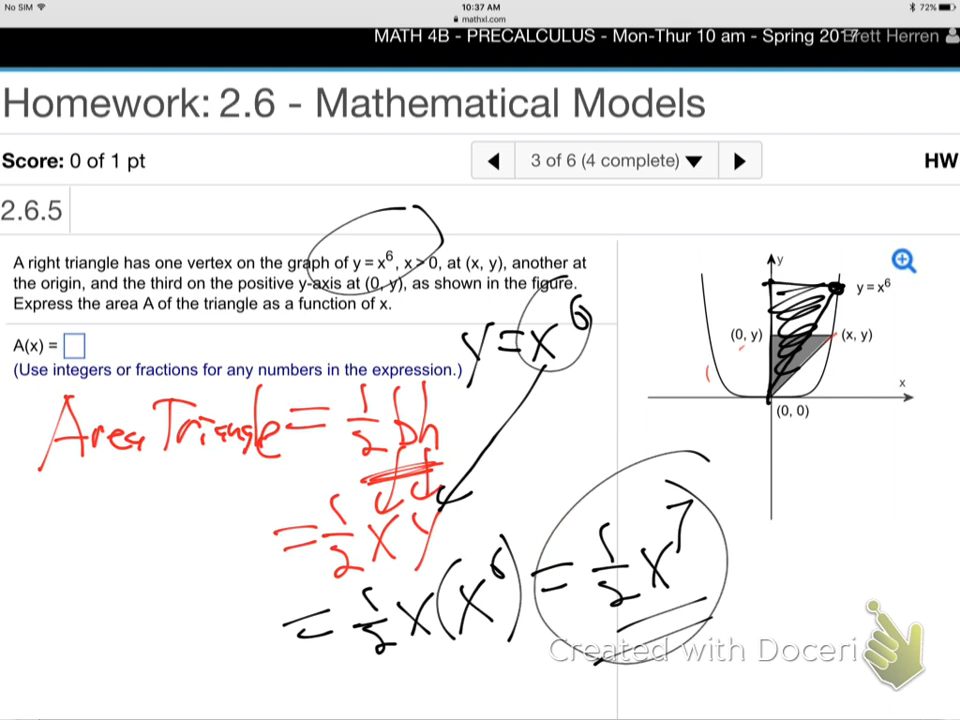 No SIM 10:37 AM 72%
mathxl.com
MATH 4B - PRECALCULUS - Mon-Thur 10 am - Spring 2017 Brett Herren
Homework: 2.6 - Mathematical Models
Score: 0 of 1 pt 3 of 6 (4 complete) HW
2.6.5
A right triangle has one vertex on the graph of y = x⁶, x > 0, at (x, y), another at
the origin, and the third on the positive y-axis at (0, y), as shown in the figure.
Express the area A of the triangle as a function of x.
A(x) =
(Use integers or fractions for any numbers in the expression.)
y
y = x⁶
(0, y) (x, y)
x
(0, 0)
y = x⁶
Area Triangle = 1/2 bh
= 1/2 x y
= 1/2 x (x⁶) = 1/2 x⁷
Created with Doceri